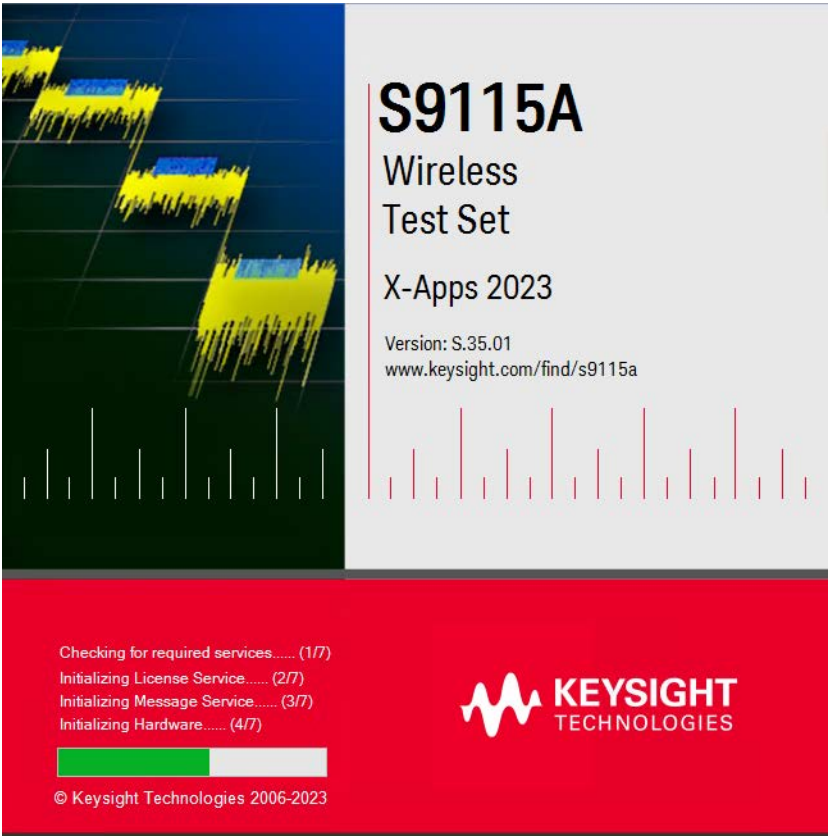 S9115A
Wireless
Test Set
X-Apps 2023
Version: S.35.01
www.keysight.com/find/s9115a
Checking for required services...... (1/7)
Initializing License Service...... (2/7)
Initializing Message Service...... (3/7)
Initializing Hardware...... (4/7)
© Keysight Technologies 2006-2023
KEYSIGHT
TECHNOLOGIES